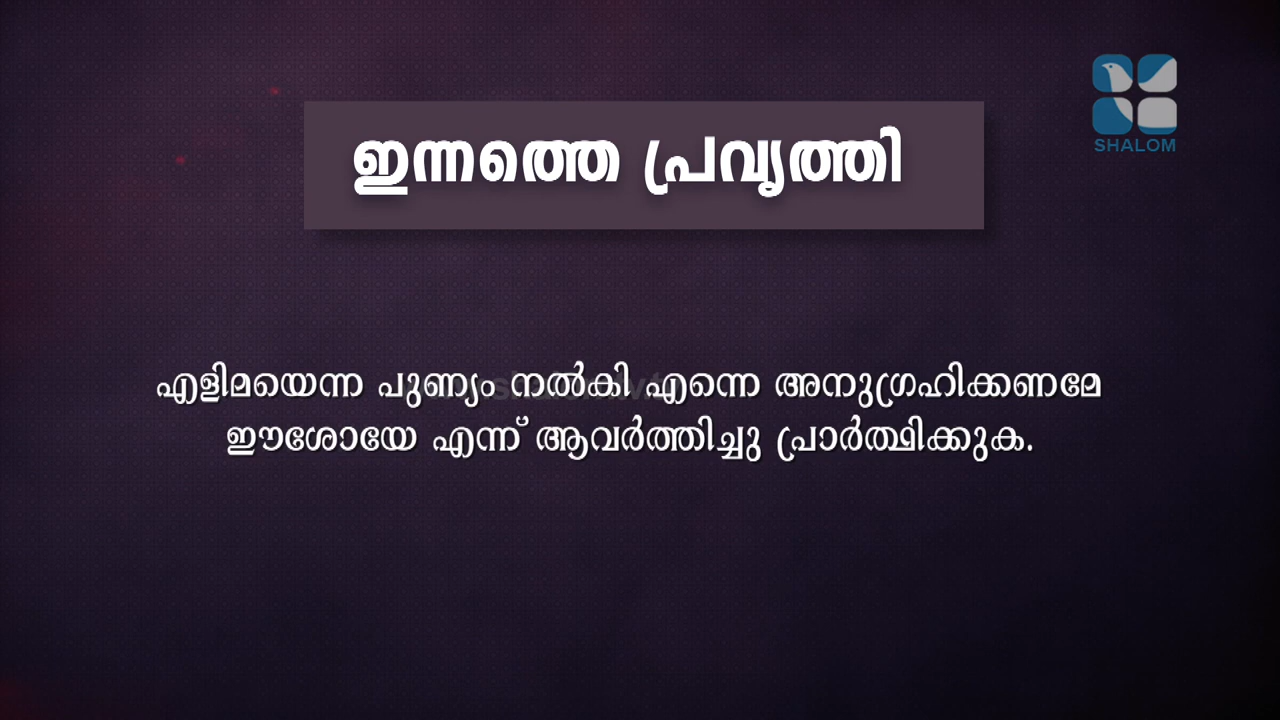 SHALOM
ഇന്നത്തെ പ്രവൃത്തി
എളിമയെന്ന പുണ്യം നൽകി എന്നെ അനുഗ്രഹിക്കണമേ
ഈശോയേ എന്ന് ആവർത്തിച്ചു പ്രാർത്ഥിക്കുക.